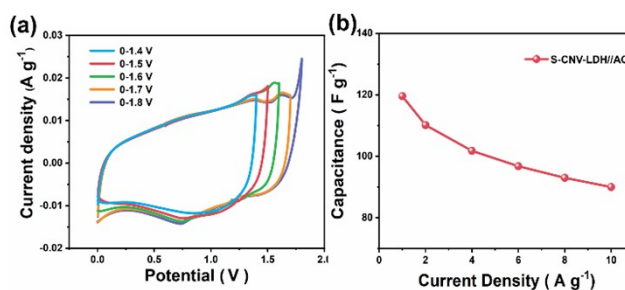 (a)
0-1.4 V
0-1.5 V
0-1.6 V
0-1.7 V
0-1.8 V
Current density(A g⁻¹)
0.03
0.02
0.01
0.00
-0.01
-0.02
0.0
0.5
1.0
1.5
2.0
Potential (V)
(b)
S-CNV-LDH//AC
Capacitance ( F g⁻¹)
140
120
100
80
0
2
4
6
8
10
Current Density ( A g⁻¹)